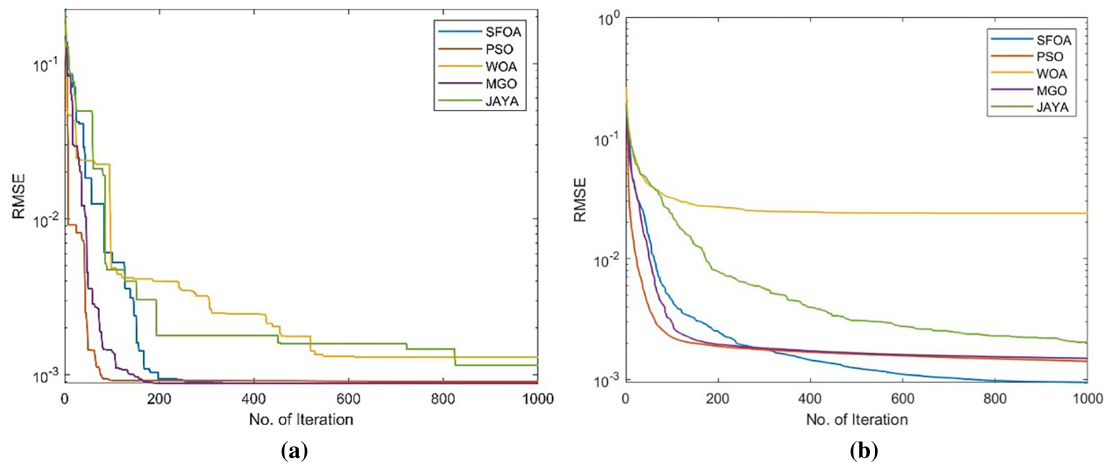 SFOA
PSO
WOA
MGO
JAYA
10^-1
10^-2
10^-3
RMSE
0
200
400
600
800
1000
No. of Iteration
(a)
SFOA
PSO
WOA
MGO
JAYA
10^0
10^-1
10^-2
10^-3
RMSE
0
200
400
600
800
1000
No. of Iteration
(b)